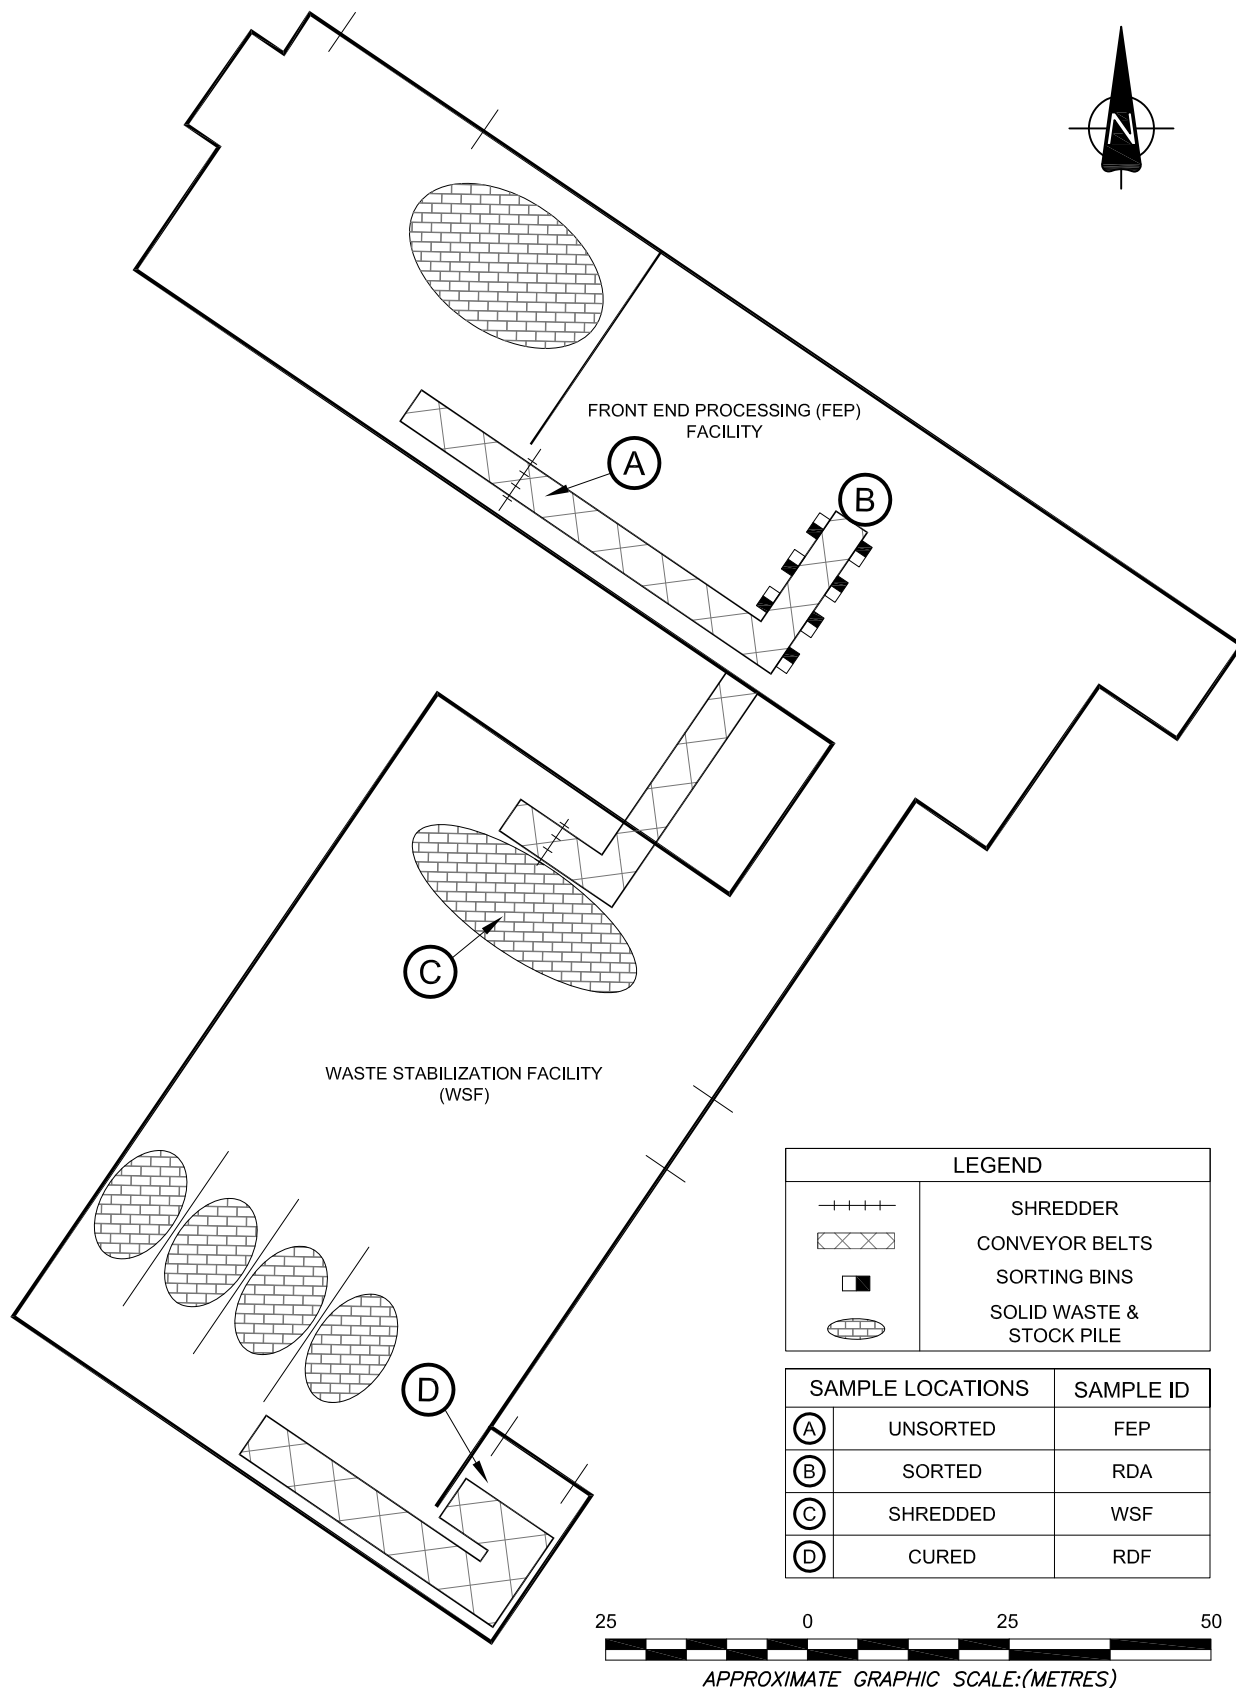 N
FRONT END PROCESSING (FEP)
FACILITY
A
B
C
WASTE STABILIZATION FACILITY
(WSF)
D
LEGEND
SHREDDER
CONVEYOR BELTS
SORTING BINS
SOLID WASTE &
STOCK PILE
SAMPLE LOCATIONS SAMPLE ID
A UNSORTED FEP
B SORTED RDA
C SHREDDED WSF
D CURED RDF
25 0 25 50
APPROXIMATE GRAPHIC SCALE:(METRES)